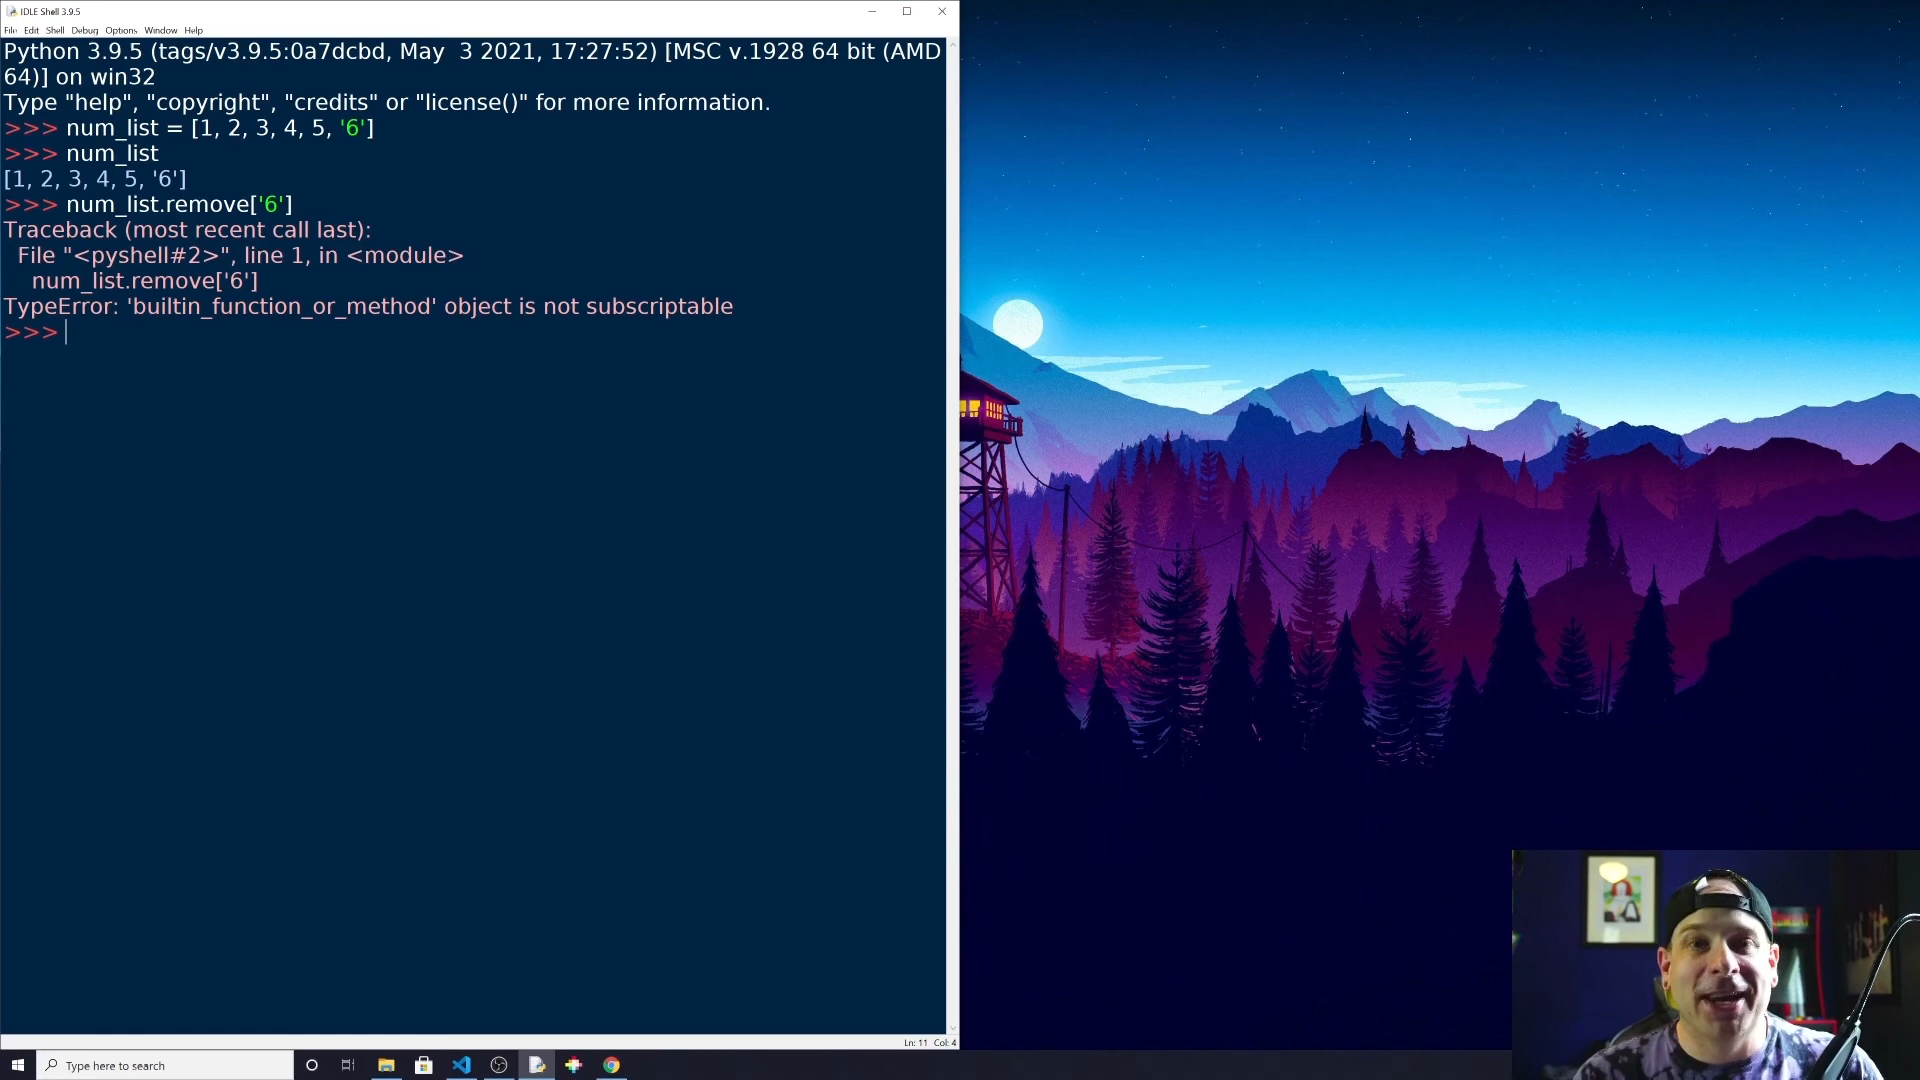 IDLE Shell 3.9.5
File Edit Shell Debug Options Window Help
Python 3.9.5 (tags/v3.9.5:0a7dcbd, May  3 2021, 17:27:52) [MSC v.1928 64 bit (AMD
64)] on win32
Type "help", "copyright", "credits" or "license()" for more information.
>>> num_list = [1, 2, 3, 4, 5, '6']
>>> num_list
[1, 2, 3, 4, 5, '6']
>>> num_list.remove['6']
Traceback (most recent call last):
  File "<pyshell#2>", line 1, in <module>
    num_list.remove['6']
TypeError: 'builtin_function_or_method' object is not subscriptable
>>>
Ln: 11 Col: 4
Type here to search